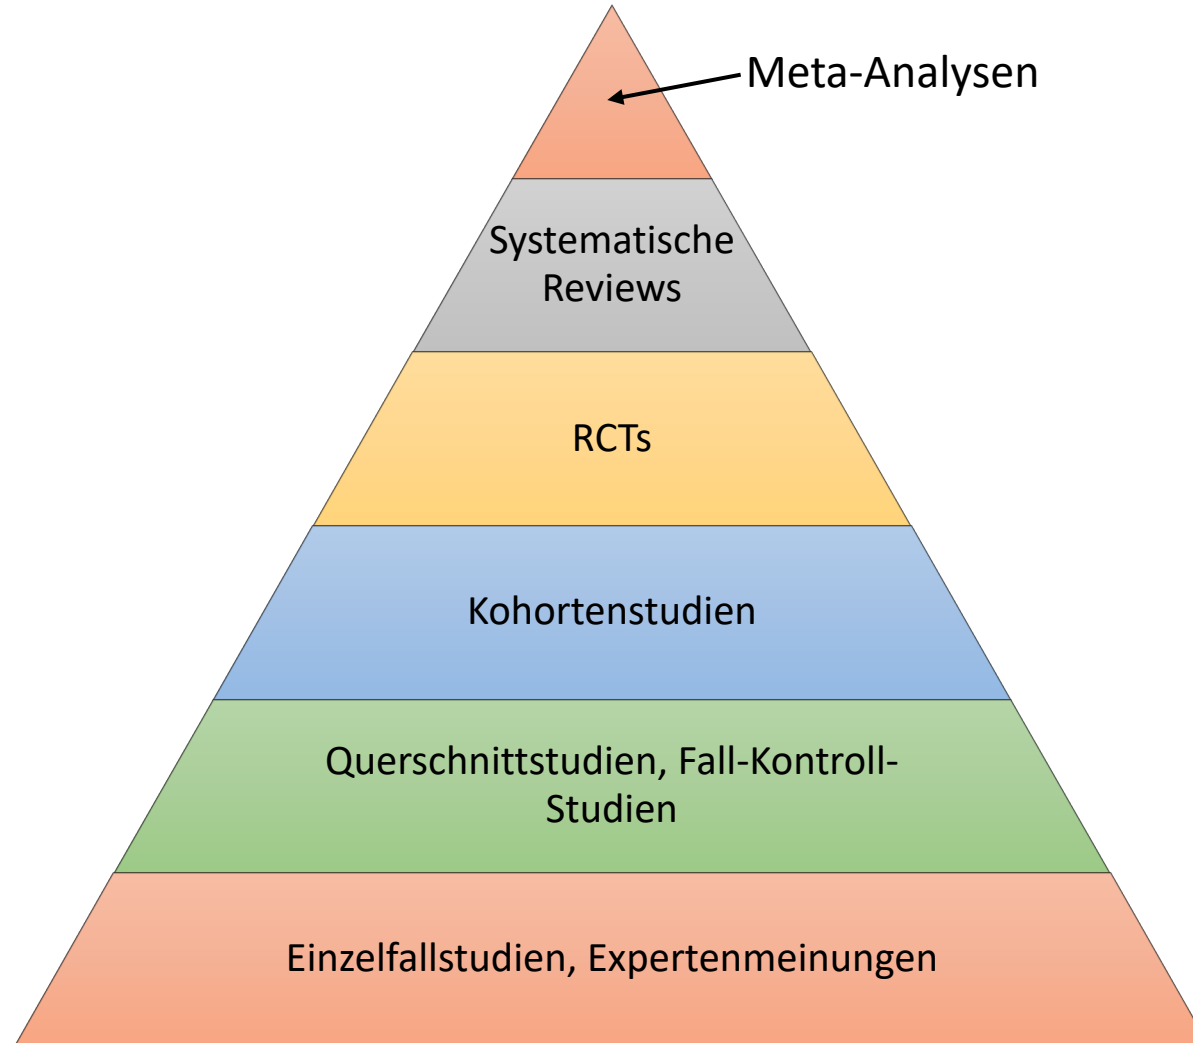 Meta-Analysen
Systematische
Reviews
RCTs
Kohortenstudien
Querschnittstudien, Fall-Kontroll-
Studien
Einzelfallstudien, Expertenmeinungen